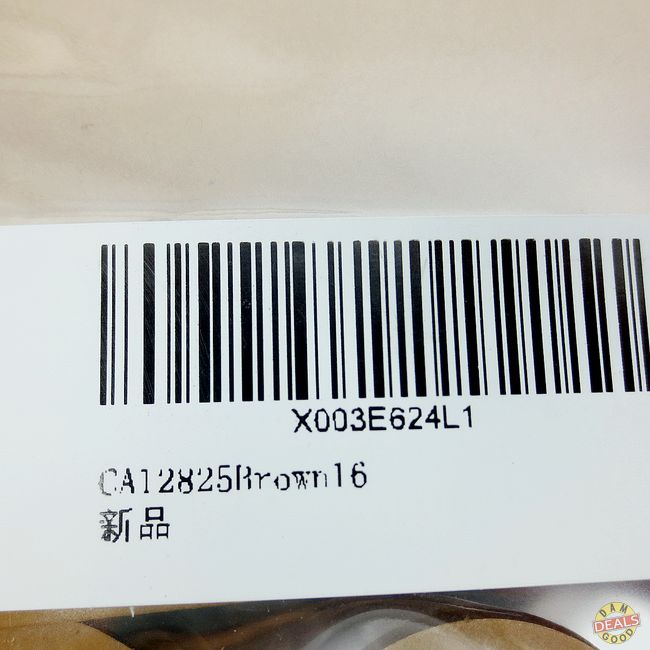 X003E624L1
CA12825Brown16
新品
DAM
DEALS
GOOD